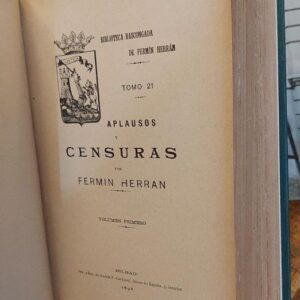 BIBLIOTECA BASCONGADA
DE FERMÍN HERRÁN
TOMO 21
APLAUSOS
Y
CENSURAS
POR
FERMIN HERRAN
VOLUMEN PRIMERO
BILBAO